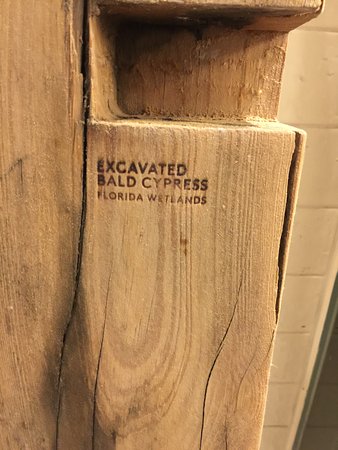 EXCAVATED
BALD CYPRESS
FLORIDA WETLANDS